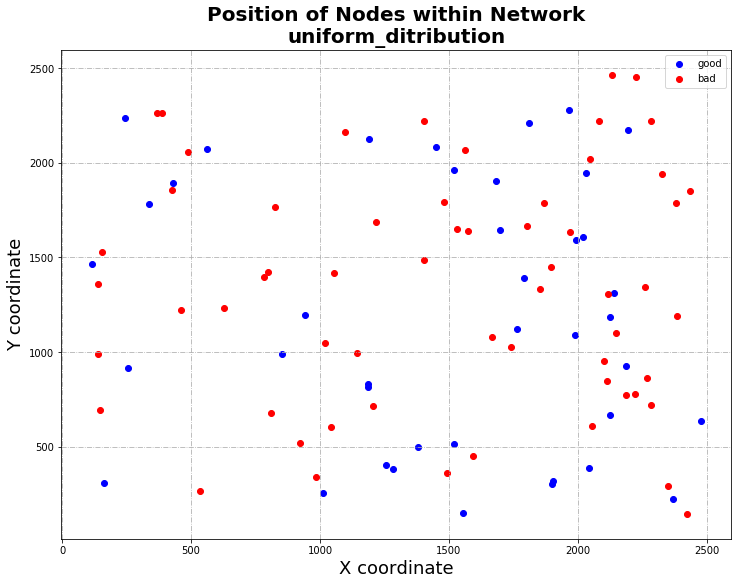 Position of Nodes within Network
uniform_ditribution
good
bad
Y coordinate
2500
2000
1500
1000
500
0
500
1000
1500
2000
2500
X coordinate